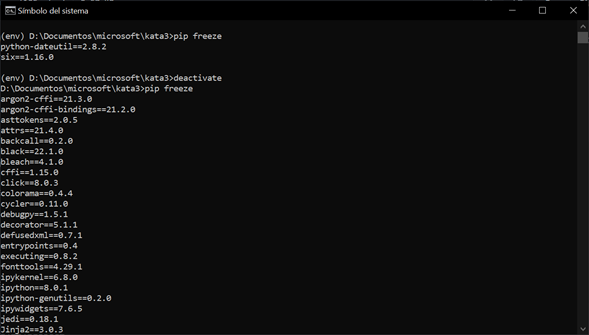 Símbolo del sistema
(env) D:\Documentos\microsoft\kata3>pip freeze
python-dateutil==2.8.2
six==1.16.0
(env) D:\Documentos\microsoft\kata3>deactivate
D:\Documentos\microsoft\kata3>pip freeze
argon2-cffi==21.3.0
argon2-cffi-bindings==21.2.0
asttokens==2.0.5
attrs==21.4.0
backcall==0.2.0
black==22.1.0
bleach==4.1.0
cffi==1.15.0
click==8.0.3
colorama==0.4.4
cycler==0.11.0
debugpy==1.5.1
decorator==5.1.1
defusedxml==0.7.1
entrypoints==0.4
executing==0.8.2
fonttools==4.29.1
ipykernel==6.8.0
ipython==8.0.1
ipython-genutils==0.2.0
ipywidgets==7.6.5
jedi==0.18.1
Jinja2==3.0.3